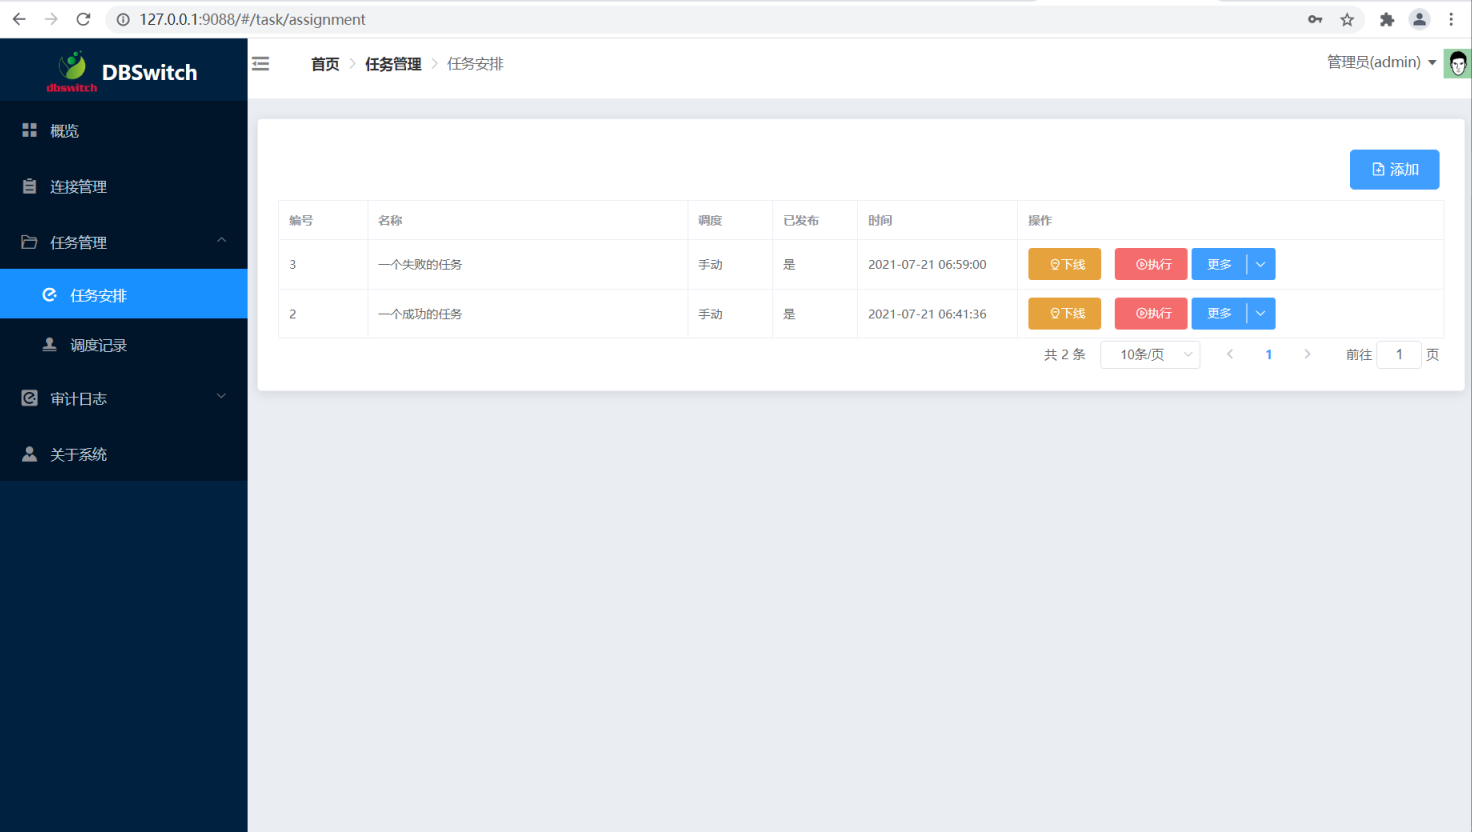 127.0.0.1:9088/#/task/assignment
dbswitch
DBSwitch
首页 任务管理 任务安排
管理员(admin)
概览
连接管理
任务管理
任务安排
调度记录
审计日志
关于系统
添加
编号 名称 调度 已发布 时间 操作
3 一个失败的任务 手动 是 2021-07-21 06:59:00 下线 执行 更多
2 一个成功的任务 手动 是 2021-07-21 06:41:36 下线 执行 更多
共 2 条 10条/页 1 前往 1 页